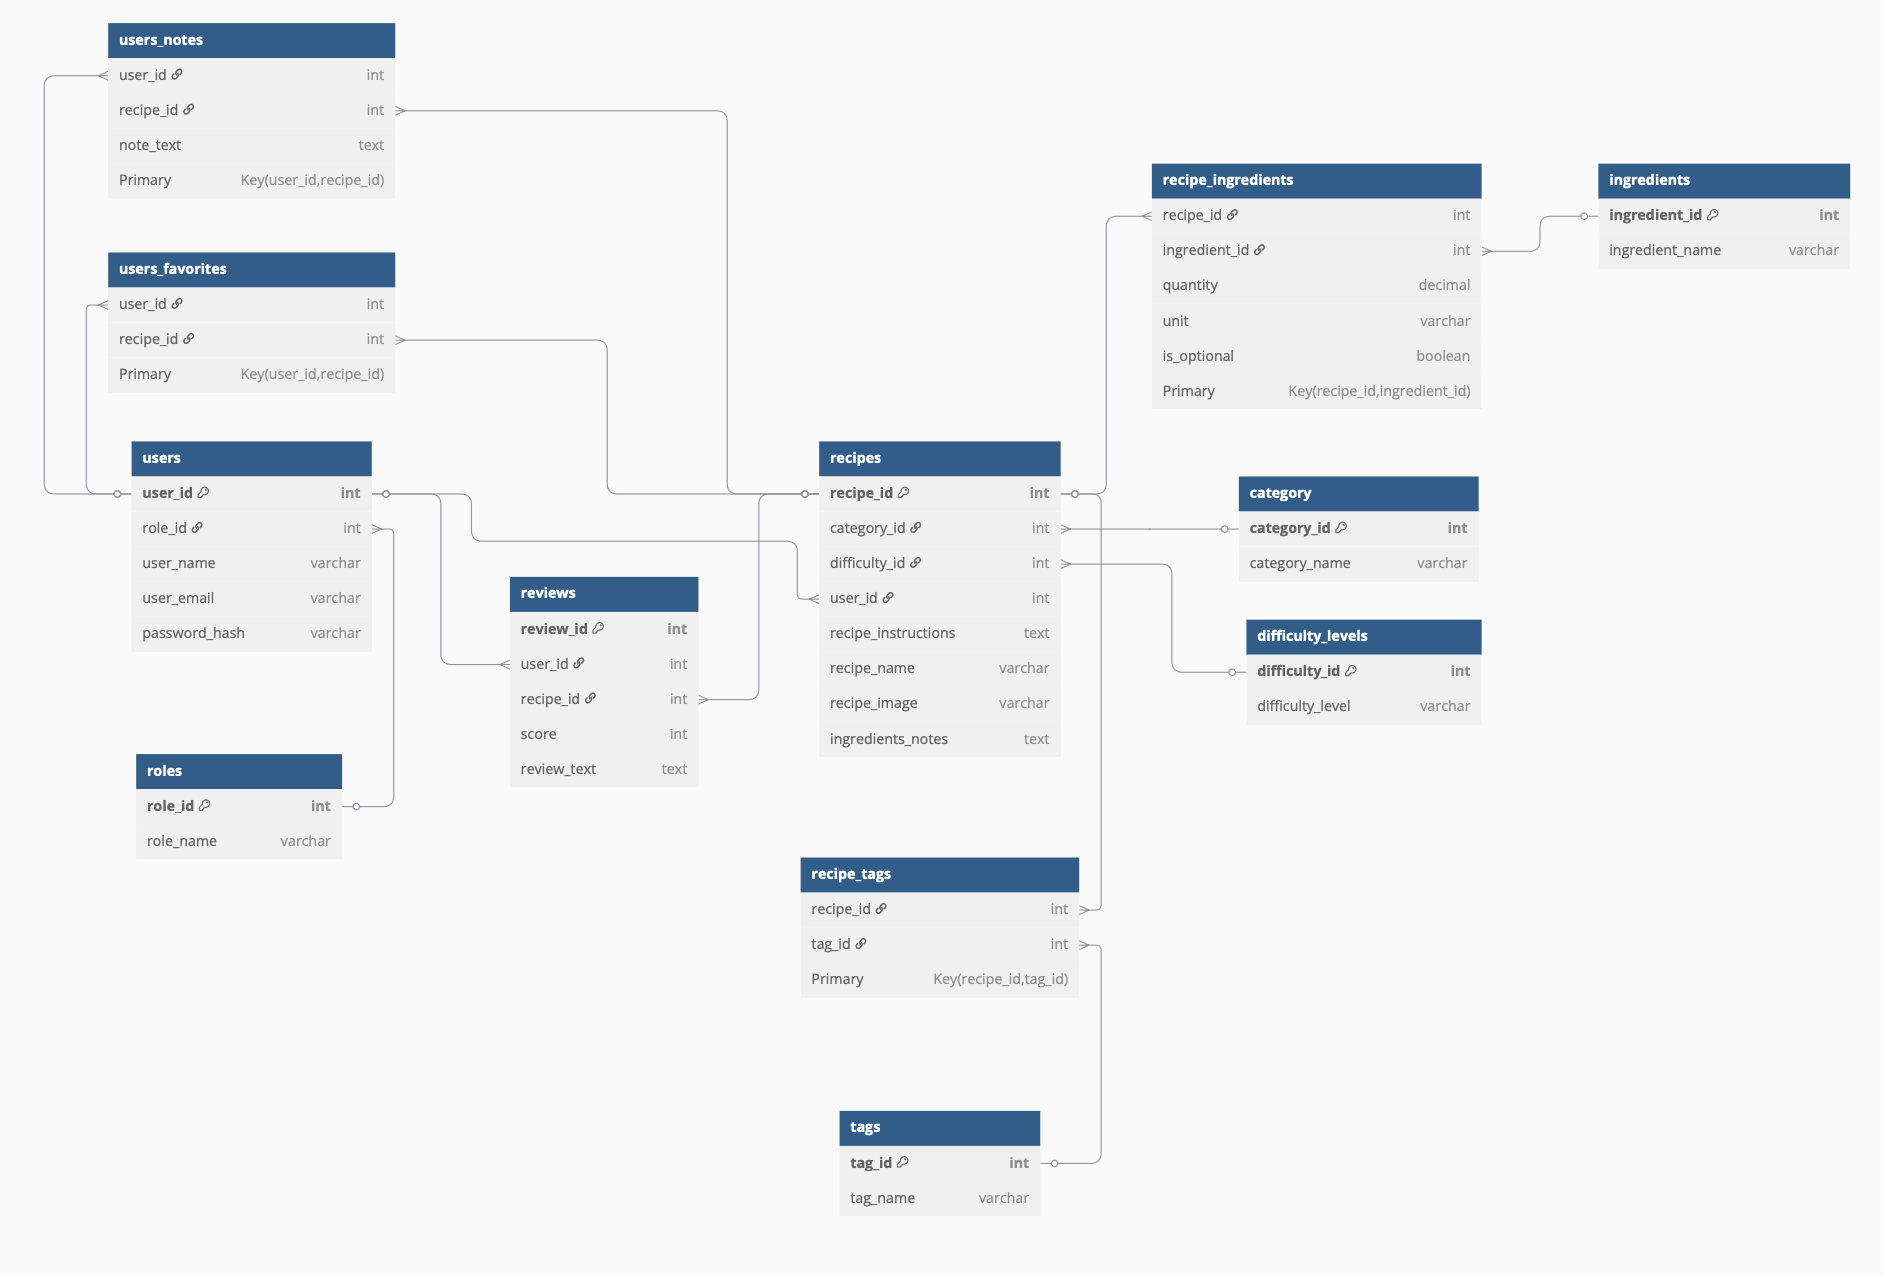 users_notes
user_id int
recipe_id int
note_text text
Primary Key(user_id,recipe_id)
users_favorites
user_id int
recipe_id int
Primary Key(user_id,recipe_id)
users
user_id int
role_id int
user_name varchar
user_email varchar
password_hash varchar
roles
role_id int
role_name varchar
reviews
review_id int
user_id int
recipe_id int
score int
review_text text
recipes
recipe_id int
category_id int
difficulty_id int
user_id int
recipe_instructions text
recipe_name varchar
recipe_image varchar
ingredients_notes text
recipe_tags
recipe_id int
tag_id int
Primary Key(recipe_id,tag_id)
tags
tag_id int
tag_name varchar
recipe_ingredients
recipe_id int
ingredient_id int
quantity decimal
unit varchar
is_optional boolean
Primary Key(recipe_id,ingredient_id)
ingredients
ingredient_id int
ingredient_name varchar
category
category_id int
category_name varchar
difficulty_levels
difficulty_id int
difficulty_level varchar